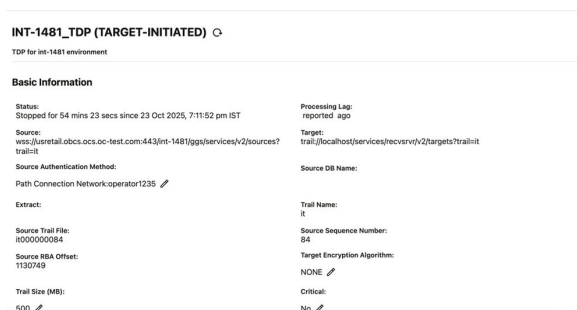 INT-1481_TDP (TARGET-INITIATED)
TDP for int-1481 environment
Basic Information
Status:
Stopped for 54 mins 23 secs since 23 Oct 2025, 7:11:52 pm IST
Processing Lag:
reported ago
Source:
wss://usretail.obcs.ocs.oc-test.com:443/int-1481/ggs/services/v2/sources?
trail=it
Target:
trail://localhost/services/recvsrvr/v2/targets?trail=it
Source Authentication Method:
Path Connection Network:operator1235
Source DB Name:
Extract:
Trail Name:
it
Source Trail File:
it000000084
Source Sequence Number:
84
Source RBA Offset:
1130749
Target Encryption Algorithm:
NONE
Trail Size (MB):
500
Critical:
No